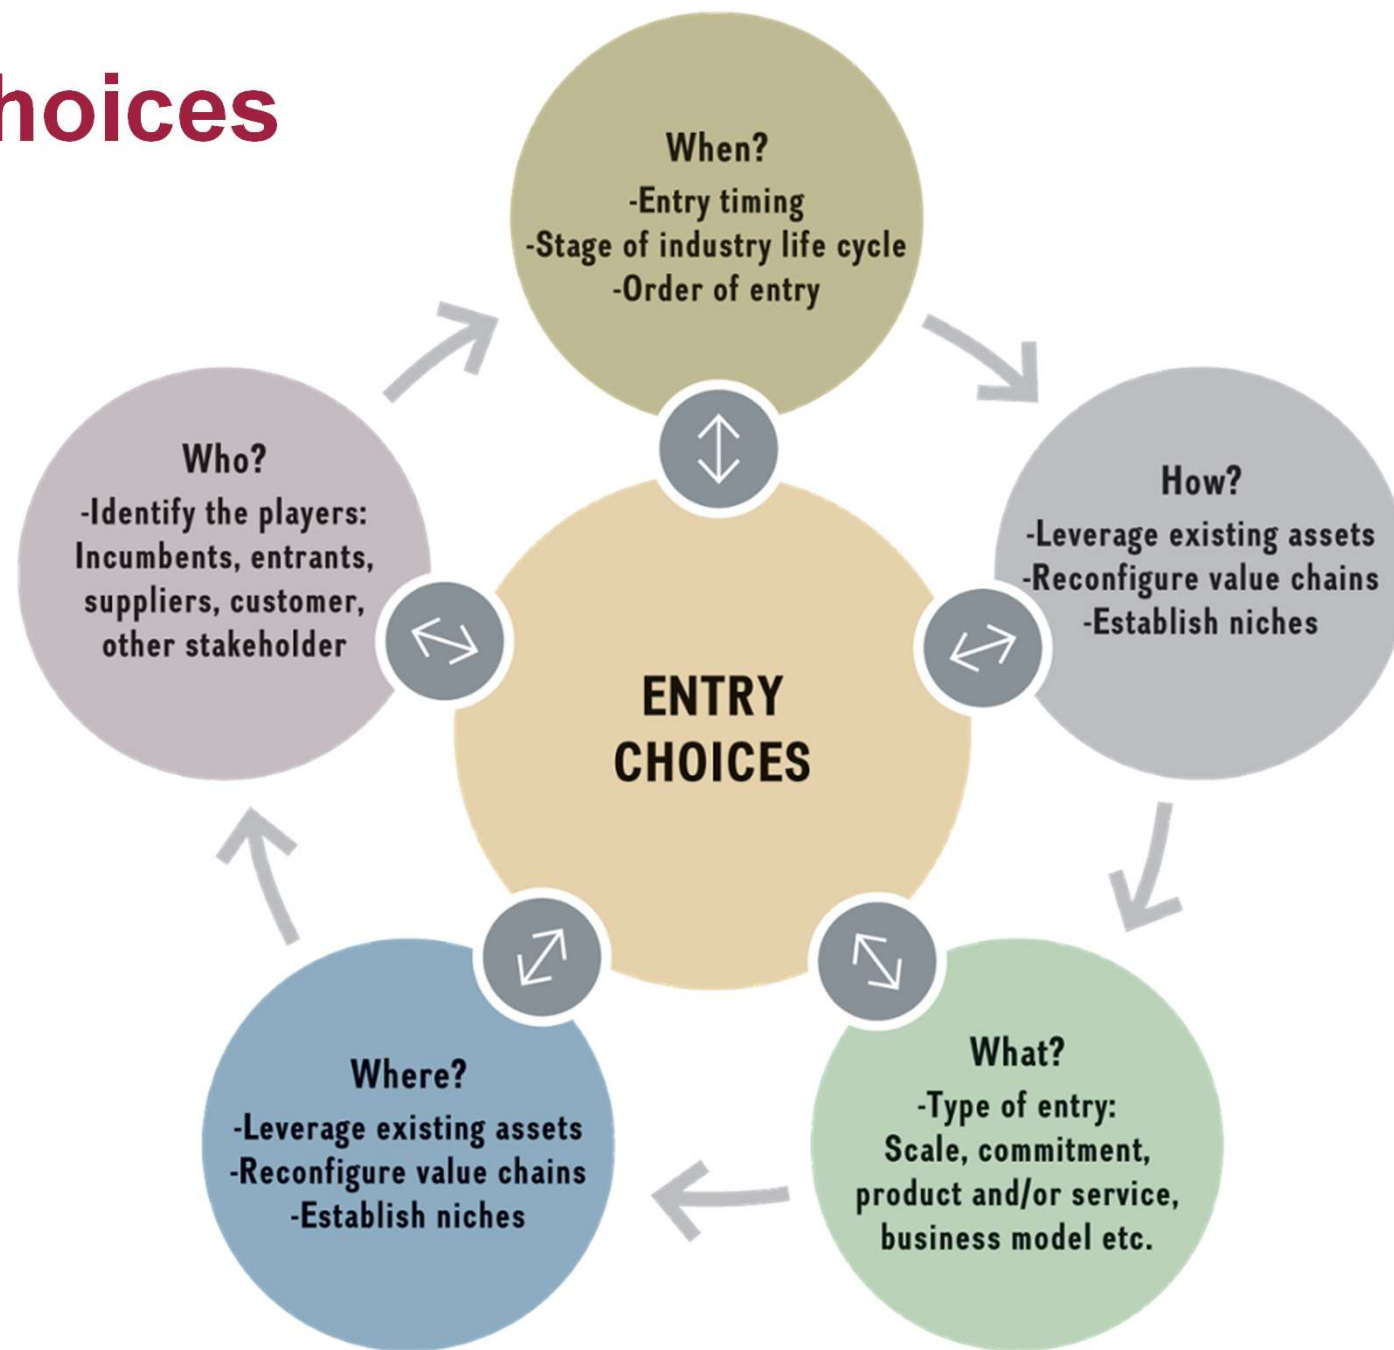 hoices
When?
-Entry timing
-Stage of industry life cycle
-Order of entry
How?
-Leverage existing assets
-Reconfigure value chains
-Establish niches
What?
-Type of entry:
Scale, commitment,
product and/or service,
business model etc.
Where?
-Leverage existing assets
-Reconfigure value chains
-Establish niches
Who?
-Identify the players:
Incumbents, entrants,
suppliers, customer,
other stakeholder
ENTRY
CHOICES